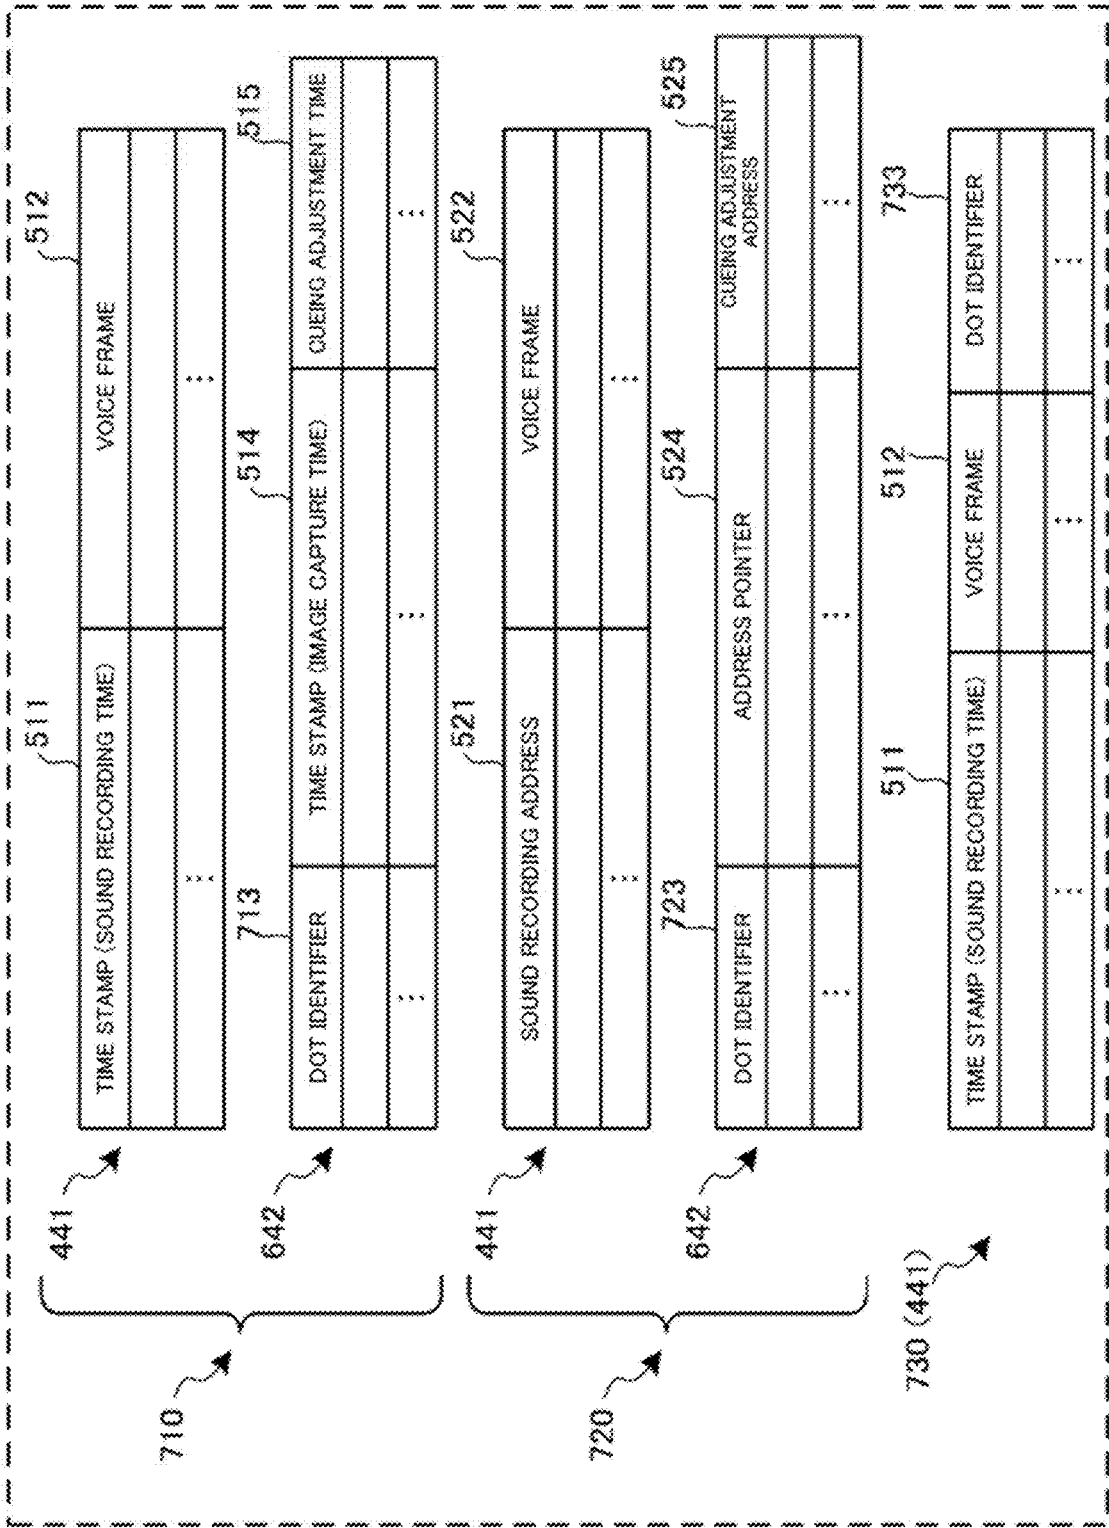 710
441
511
512
TIME STAMP (SOUND RECORDING TIME)
VOICE FRAME
642
713
514
515
DOT IDENTIFIER
TIME STAMP (IMAGE CAPTURE TIME)
QUEING ADJUSTMENT TIME
720
441
521
522
SOUND RECORDING ADDRESS
VOICE FRAME
642
723
524
525
DOT IDENTIFIER
ADDRESS POINTER
QUEING ADJUSTMENT
ADDRESS
730 (441)
511
512
733
TIME STAMP (SOUND RECORDING TIME)
VOICE FRAME
DOT IDENTIFIER